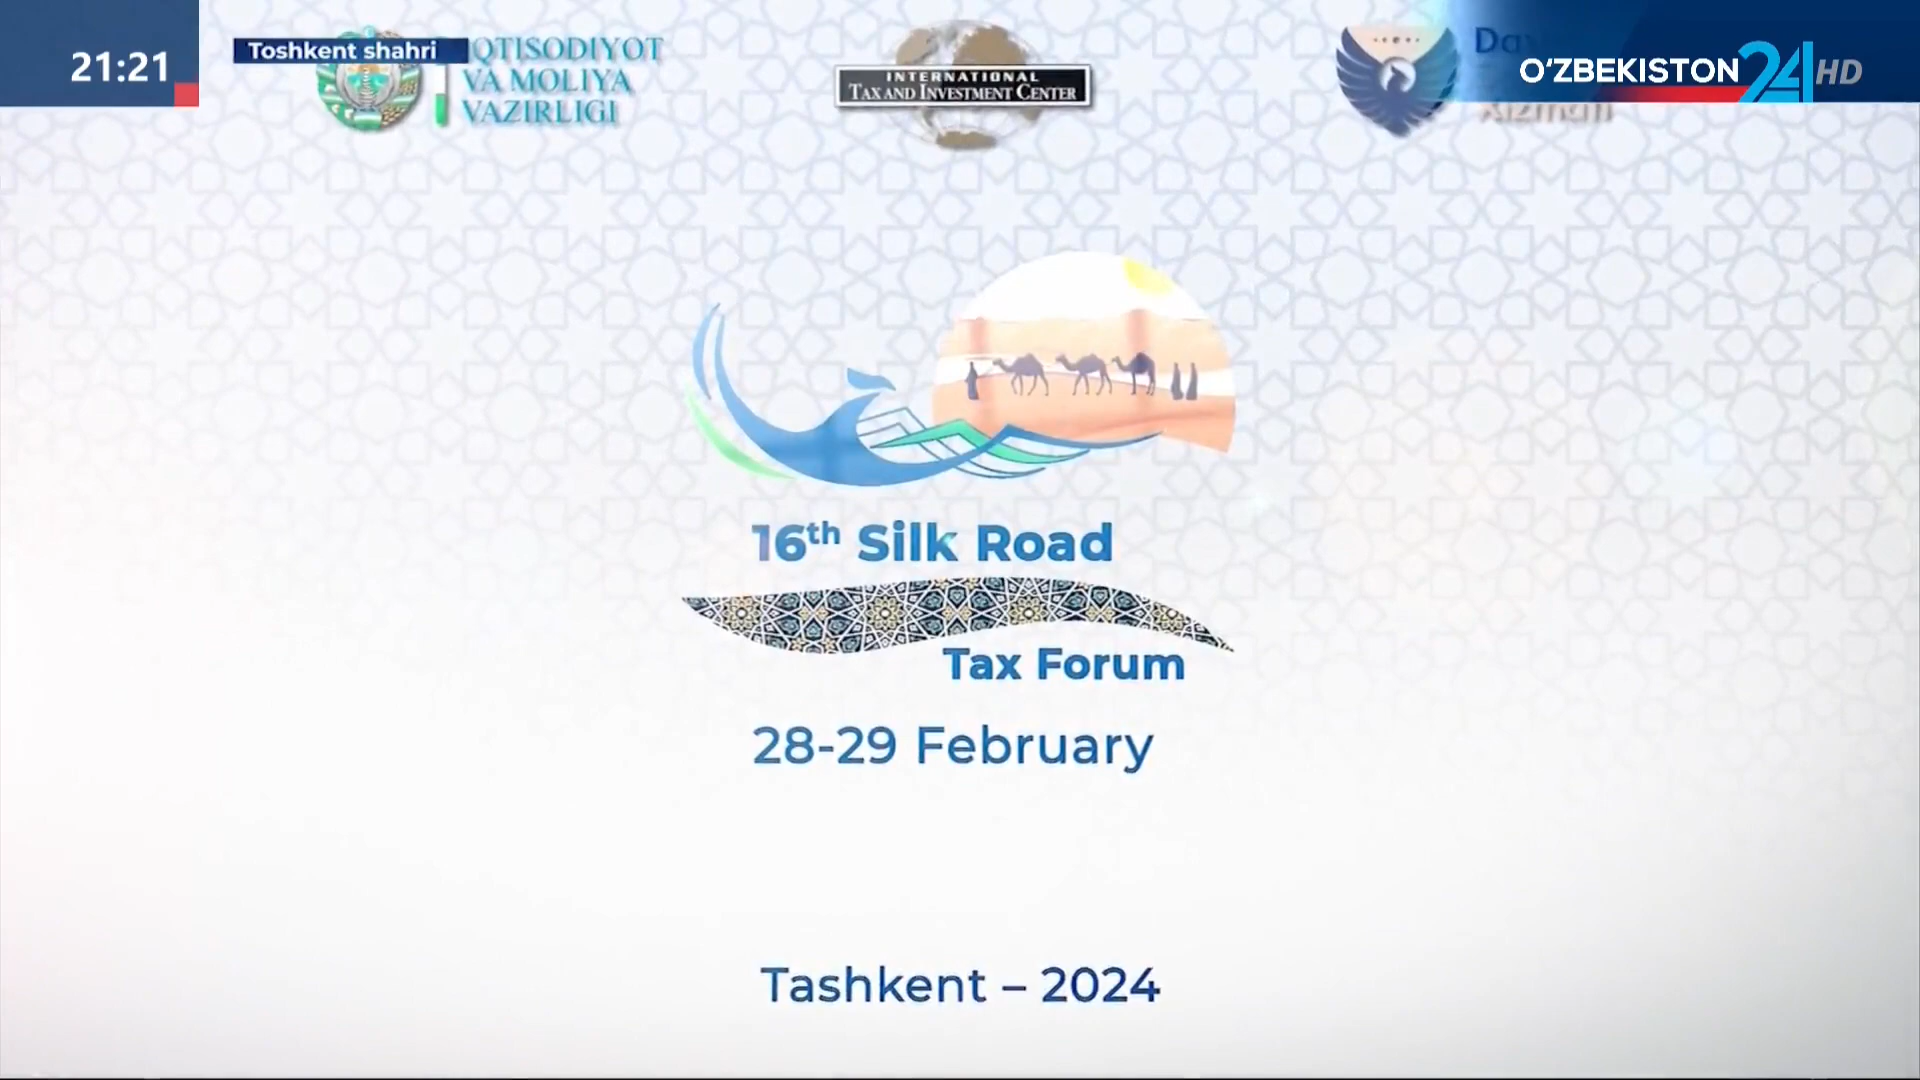 21:21
Toshkent shahri
QTISODIYOT
VA MOLIYA
VAZIRLIGI
INTERNATIONAL
TAX AND INVESTMENT CENTER
O‘ZBEKISTON 24 HD
16th Silk Road
Tax Forum
28-29 February
Tashkent – 2024